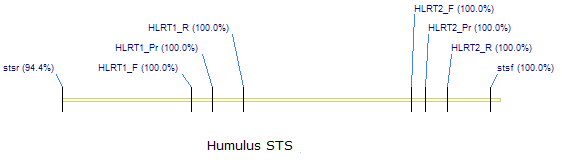 HLRT2_F (100.0%)
HLRT1_R (100.0%)
HLRT2_Pr (100.0%)
HLRT1_Pr (100.0%)
HLRT2_R (100.0%)
stsr (94.4%)
HLRT1_F (100.0%)
stsf (100.0%)
Humulus STS